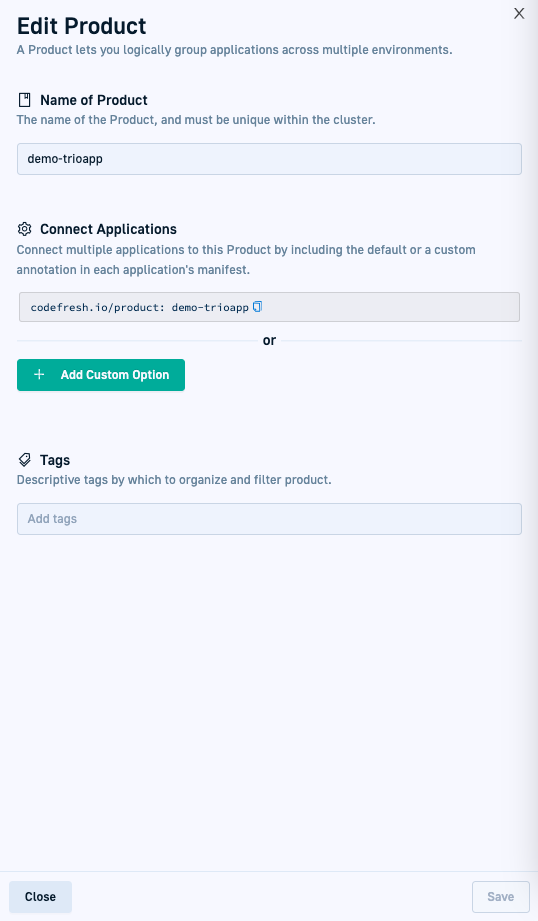 Edit Product
A Product lets you logically group applications across multiple environments.
Name of Product
The name of the Product, and must be unique within the cluster.
demo-trioapp
Connect Applications
Connect multiple applications to this Product by including the default or a custom
annotation in each application's manifest.
codefresh.io/product: demo-trioapp
or
+ Add Custom Option
Tags
Descriptive tags by which to organize and filter product.
Add tags
Close
Save